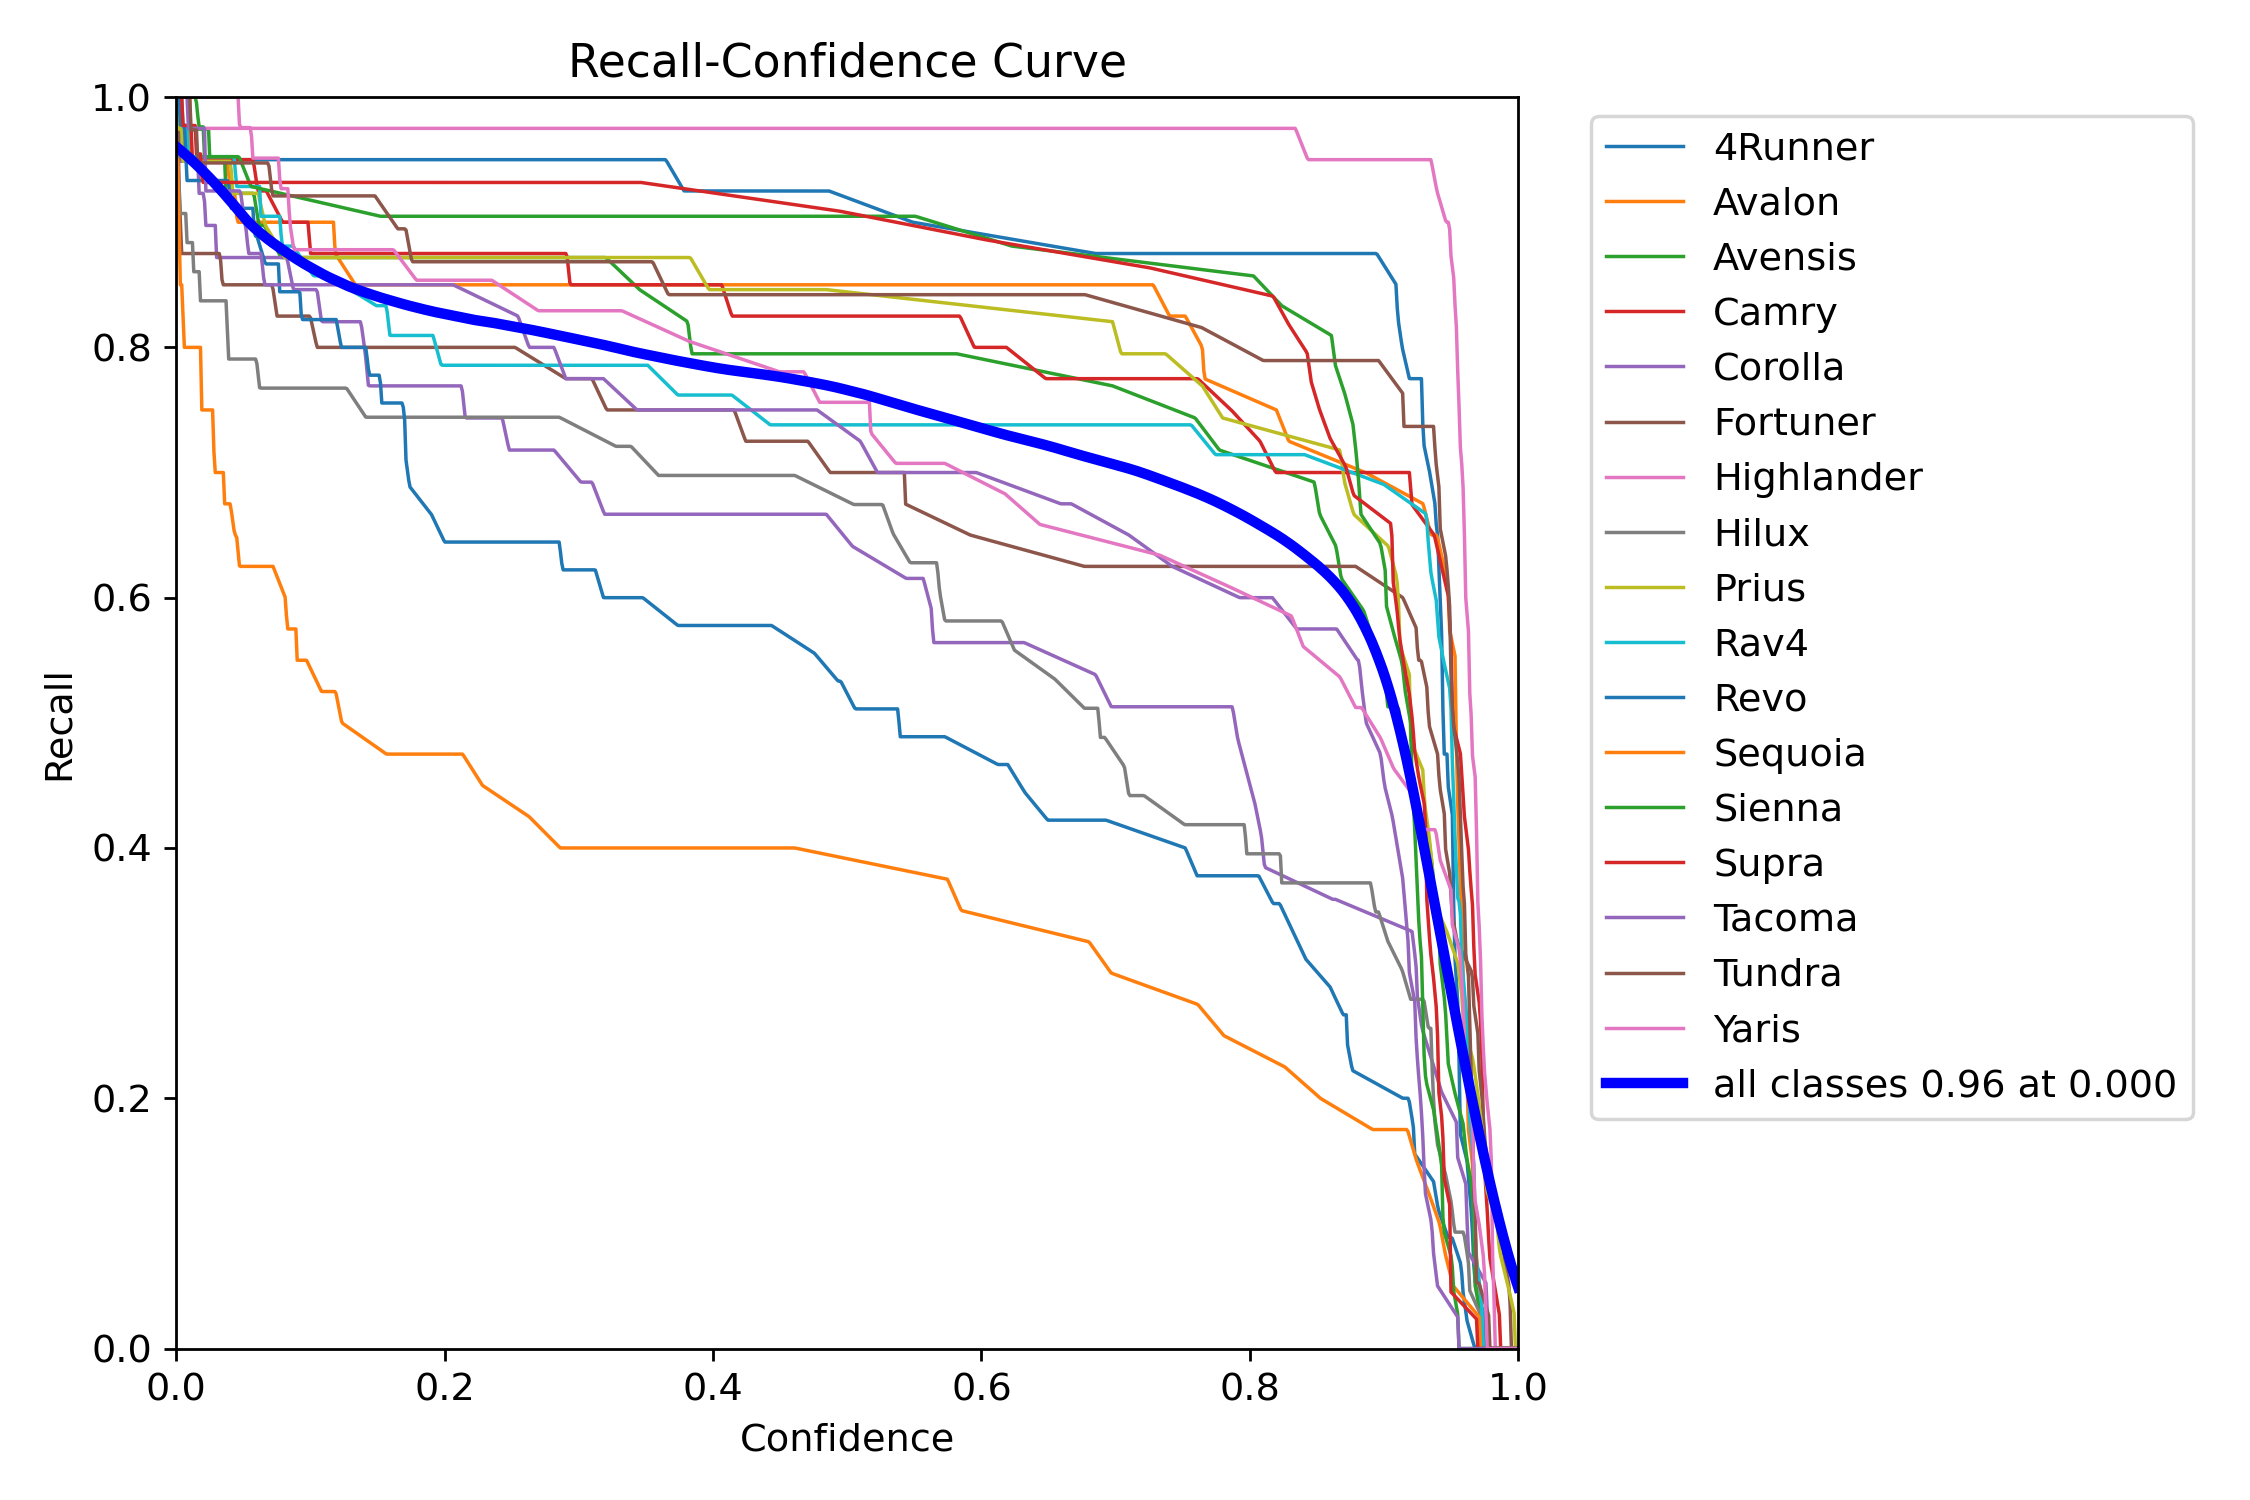 Recall-Confidence Curve
1.0
0.8
0.6
0.4
0.2
0.0
Recall
0.0 0.2 0.4 0.6 0.8 1.0
Confidence
4Runner
Avalon
Avensis
Camry
Corolla
Fortuner
Highlander
Hilux
Prius
Rav4
Revo
Sequoia
Sienna
Supra
Tacoma
Tundra
Yaris
all classes 0.96 at 0.000